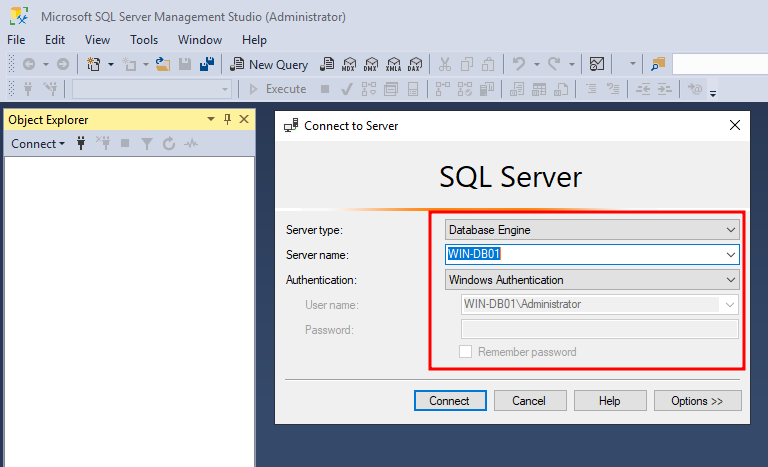 Microsoft SQL Server Management Studio (Administrator)
File Edit View Tools Window Help
New Query MDX DMX XMLA DAX
Execute
Object Explorer
Connect
Connect to Server
SQL Server
Server type: Database Engine
Server name: WIN-DB01
Authentication: Windows Authentication
User name: WIN-DB01\Administrator
Password:
Remember password
Connect Cancel Help Options >>